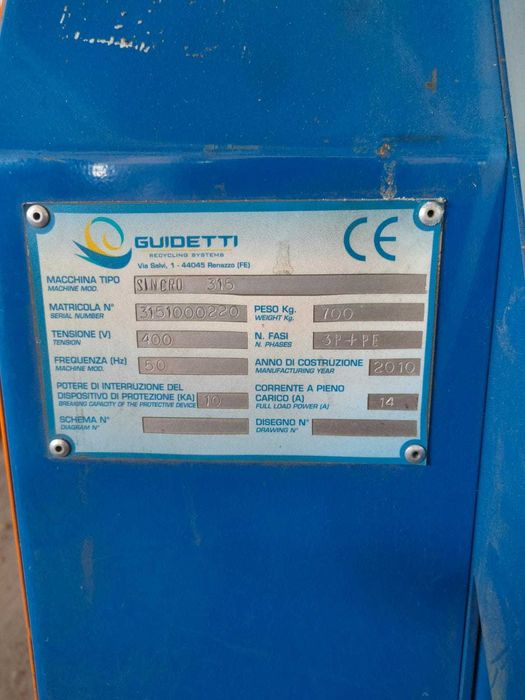 GUIDETTI
RECYCLING SYSTEMS
Via Salvi, 1 - 44045 Renazzo (FE)
CE
MACCHINA TIPO SINCRO 315
MACHINE MOD.
MATRICOLA N° 3151000220 PESO Kg. 700
SERIAL NUMBER WEIGHT Kg.
TENSIONE (V) 400 N. FASI 3P+PE
TENSION N. PHASES
FREQUENZA (Hz) 50 ANNO DI COSTRUZIONE 2010
MACHINE MOD. MANUFACTURING YEAR
POTERE DI INTERRUZIONE DEL CORRENTE A PIENO
DISPOSITIVO DI PROTEZIONE (KA) 10 CARICO (A) 14
BREAKING CAPACITY OF THE PROTECTIVE DEVICE FULL LOAD POWER (A)
SCHEMA N° DISEGNO N°
DIAGRAM N° DRAWING N°